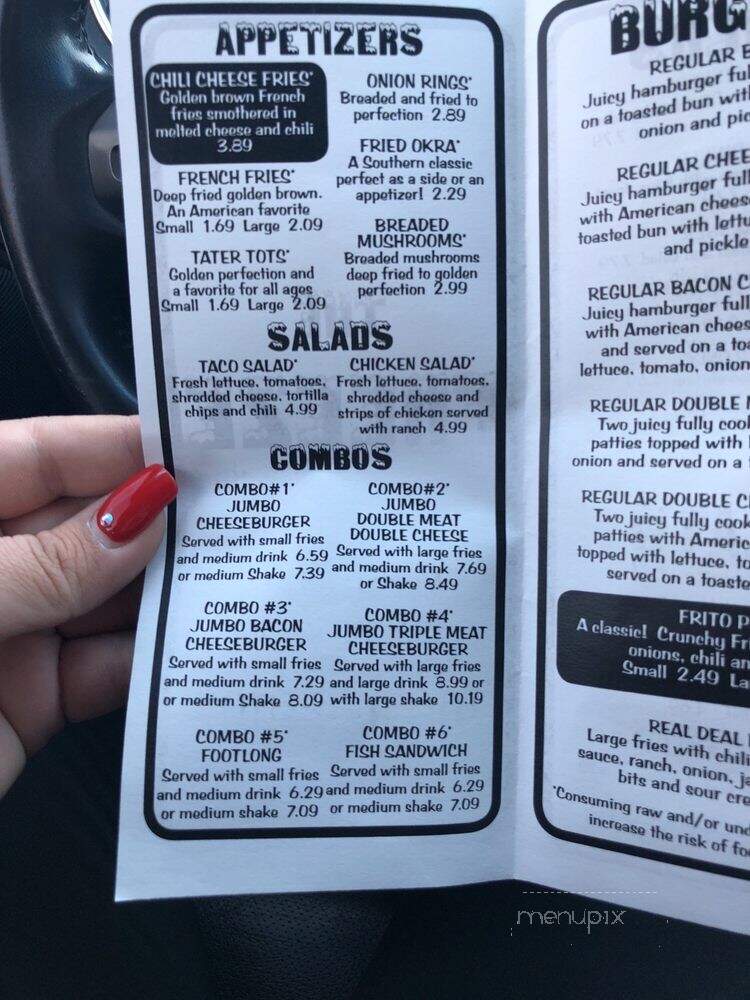 APPETIZERS
CHILI CHEESE FRIES*
Golden brown French
fries smothered in
melted cheese and chili
3.89
FRENCH FRIES*
Deep fried golden brown.
An American favorite
Small 1.69 Large 2.09
TATER TOTS*
Golden perfection and
a favorite for all ages
Small 1.69 Large 2.09
ONION RINGS*
Breaded and fried to
perfection 2.89
FRIED OKRA*
A Southern classic
perfect as a side or an
appetizer! 2.29
BREADED
MUSHROOMS*
Breaded mushrooms
deep fried to golden
perfection 2.99
SALADS
TACO SALAD*
Fresh lettuce, tomatoes,
shredded cheese, tortilla
chips and chili 4.99
CHICKEN SALAD*
Fresh lettuce, tomatoes,
shredded cheese and
strips of chicken served
with ranch 4.99
COMBOS
COMBO#1*
JUMBO
CHEESEBURGER
Served with small fries
and medium drink 6.59
or medium Shake 7.39
COMBO#2*
JUMBO
DOUBLE MEAT
DOUBLE CHEESE
Served with large fries
and medium drink 7.69
or Shake 8.49
COMBO #3*
JUMBO BACON
CHEESEBURGER
Served with small fries
and medium drink 7.29
or medium Shake 8.09
COMBO #4*
JUMBO TRIPLE MEAT
CHEESEBURGER
Served with large fries
and large drink 8.99 or
with large shake 10.19
COMBO #5*
FOOTLONG
Served with small fries
and medium drink 6.29
or medium shake 7.09
COMBO #6*
FISH SANDWICH
Served with small fries
and medium drink 6.29
or medium shake 7.09
BURG
REGULAR B
Juicy hamburger ful
on a toasted bun wit
onion and pic
REGULAR CHEE
Juicy hamburger full
with American chees
toasted bun with lettu
and pickle
REGULAR BACON C
Juicy hamburger full
with American chees
and served on a toa
lettuce, tomato, onion
REGULAR DOUBLE
Two juicy fully cool
patties topped with
onion and served on a
REGULAR DOUBLE C
Two juicy fully cook
patties with Americ
topped with lettuce, to
served on a toaste
FRITO P
A classic! Crunchy Fri
onions, chili an
Small 2.49 La
REAL DEAL
Large fries with chili
sauce, ranch, onion, ja
bits and sour cre
*Consuming raw and/or und
increase the risk of foo
menupix